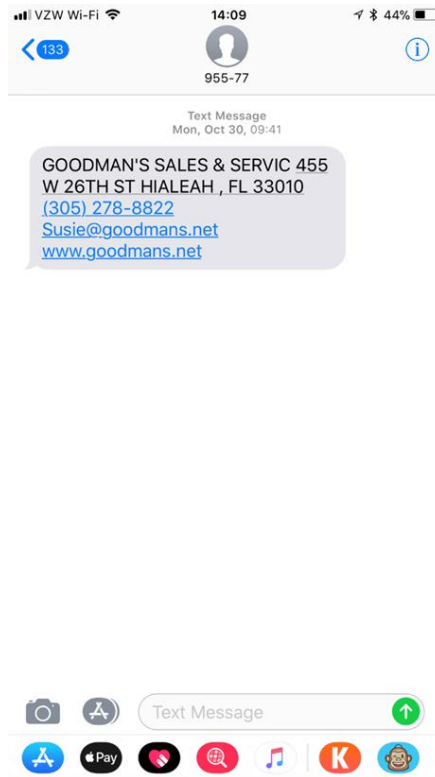 VZW Wi-Fi 14:09 44%
133
955-77
Text Message
Mon, Oct 30, 09:41
GOODMAN'S SALES & SERVIC 455
W 26TH ST HIALEAH , FL 33010
(305) 278-8822
Susie@goodmans.net
www.goodmans.net
Text Message
Pay
K